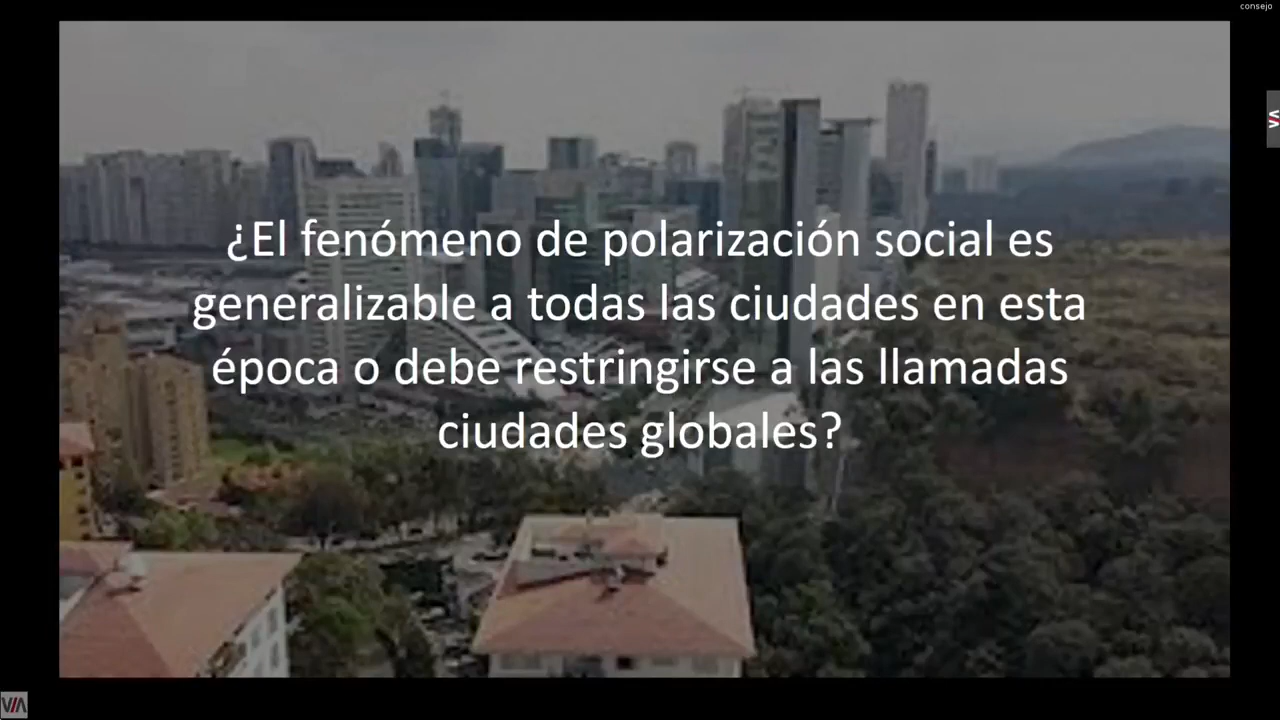 consejo
¿El fenómeno de polarización social es
generalizable a todas las ciudades en esta
época o debe restringirse a las llamadas
ciudades globales?
VIA